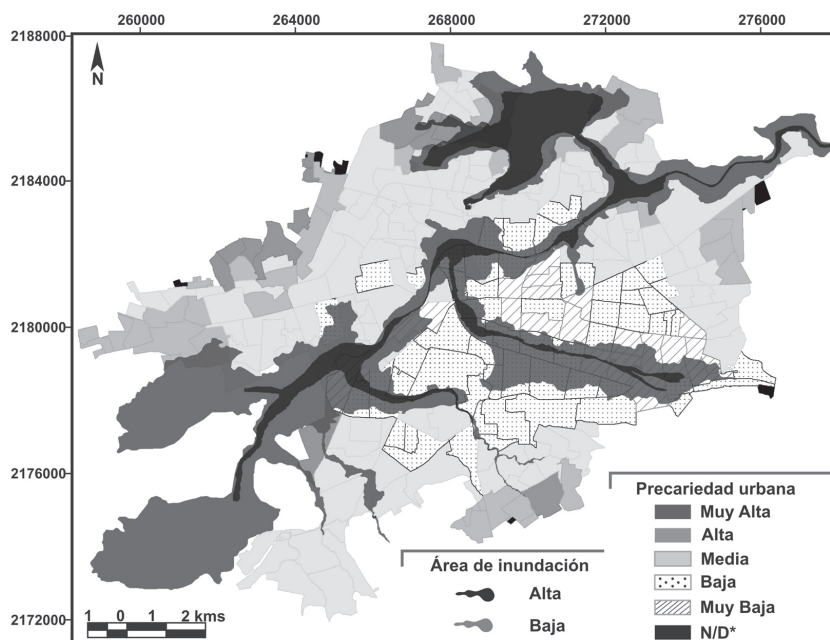 260000 264000 268000 272000 276000
2188000
N
2184000
2180000
2176000
2172000
1 0 1 2 kms
Área de inundación
Alta
Baja
Precariedad urbana
Muy Alta
Alta
Media
Baja
Muy Baja
N/D*